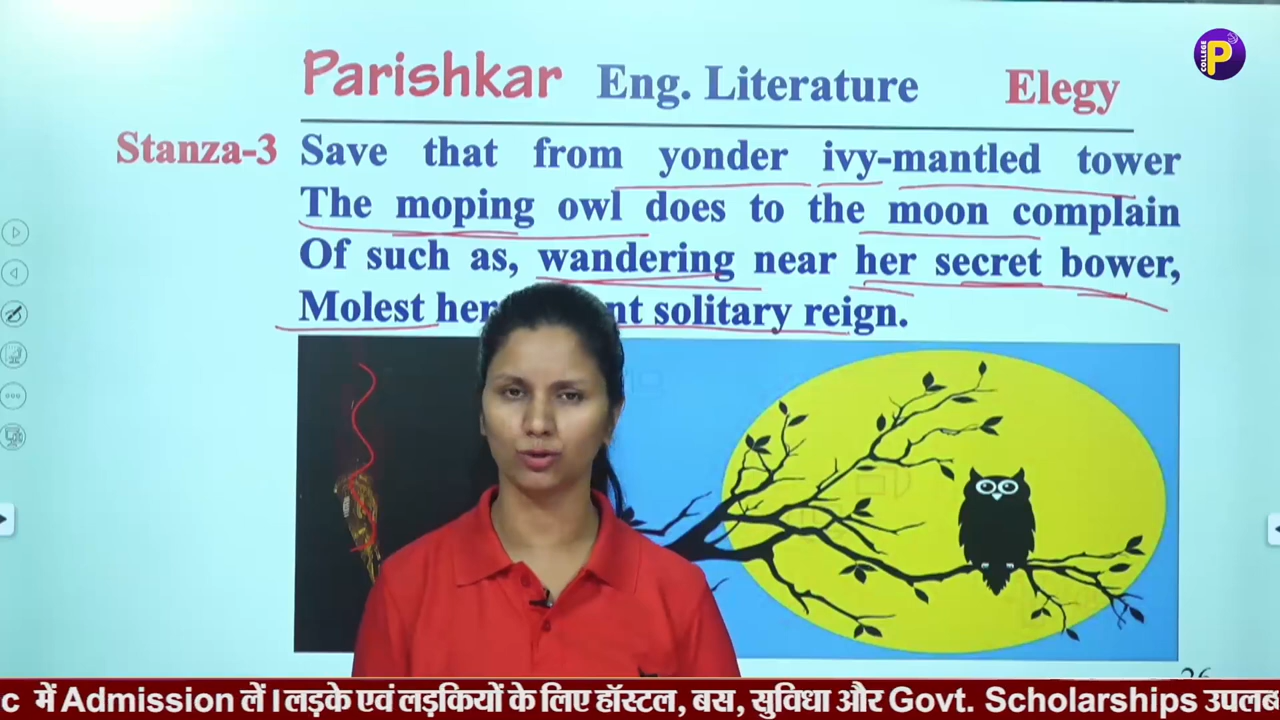 COLLEGE P
Parishkar Eng. Literature Elegy
Stanza-3 Save that from yonder ivy-mantled tower
The moping owl does to the moon complain
Of such as, wandering near her secret bower,
Molest her nt solitary reign.
में Admission लें। लड़के एवं लड़कियों के लिए हॉस्टल, बस, सुविधा और Govt. Scholarships